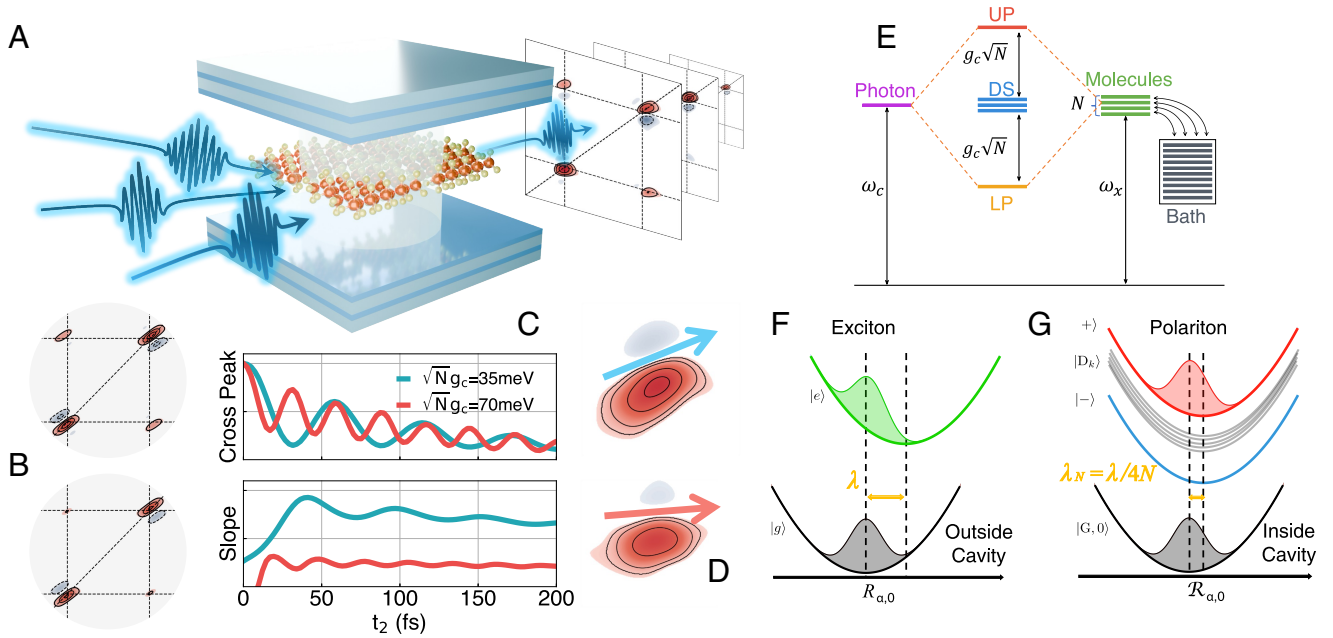 A
B
C
√N g_c=35meV
√N g_c=70meV
Cross Peak
Slope
0
50
100
150
200
t₂ (fs)
D
E
UP
g_c√N
Photon
DS
Molecules
N
g_c√N
ω_c
LP
ω_x
Bath
F
Exciton
|e⟩
λ
|g⟩
Outside
Cavity
R_α,0
G
Polariton
+⟩
|D_k⟩
|−⟩
λ_N = λ/4N
|G, 0⟩
Inside
Cavity
ℛ_α,0